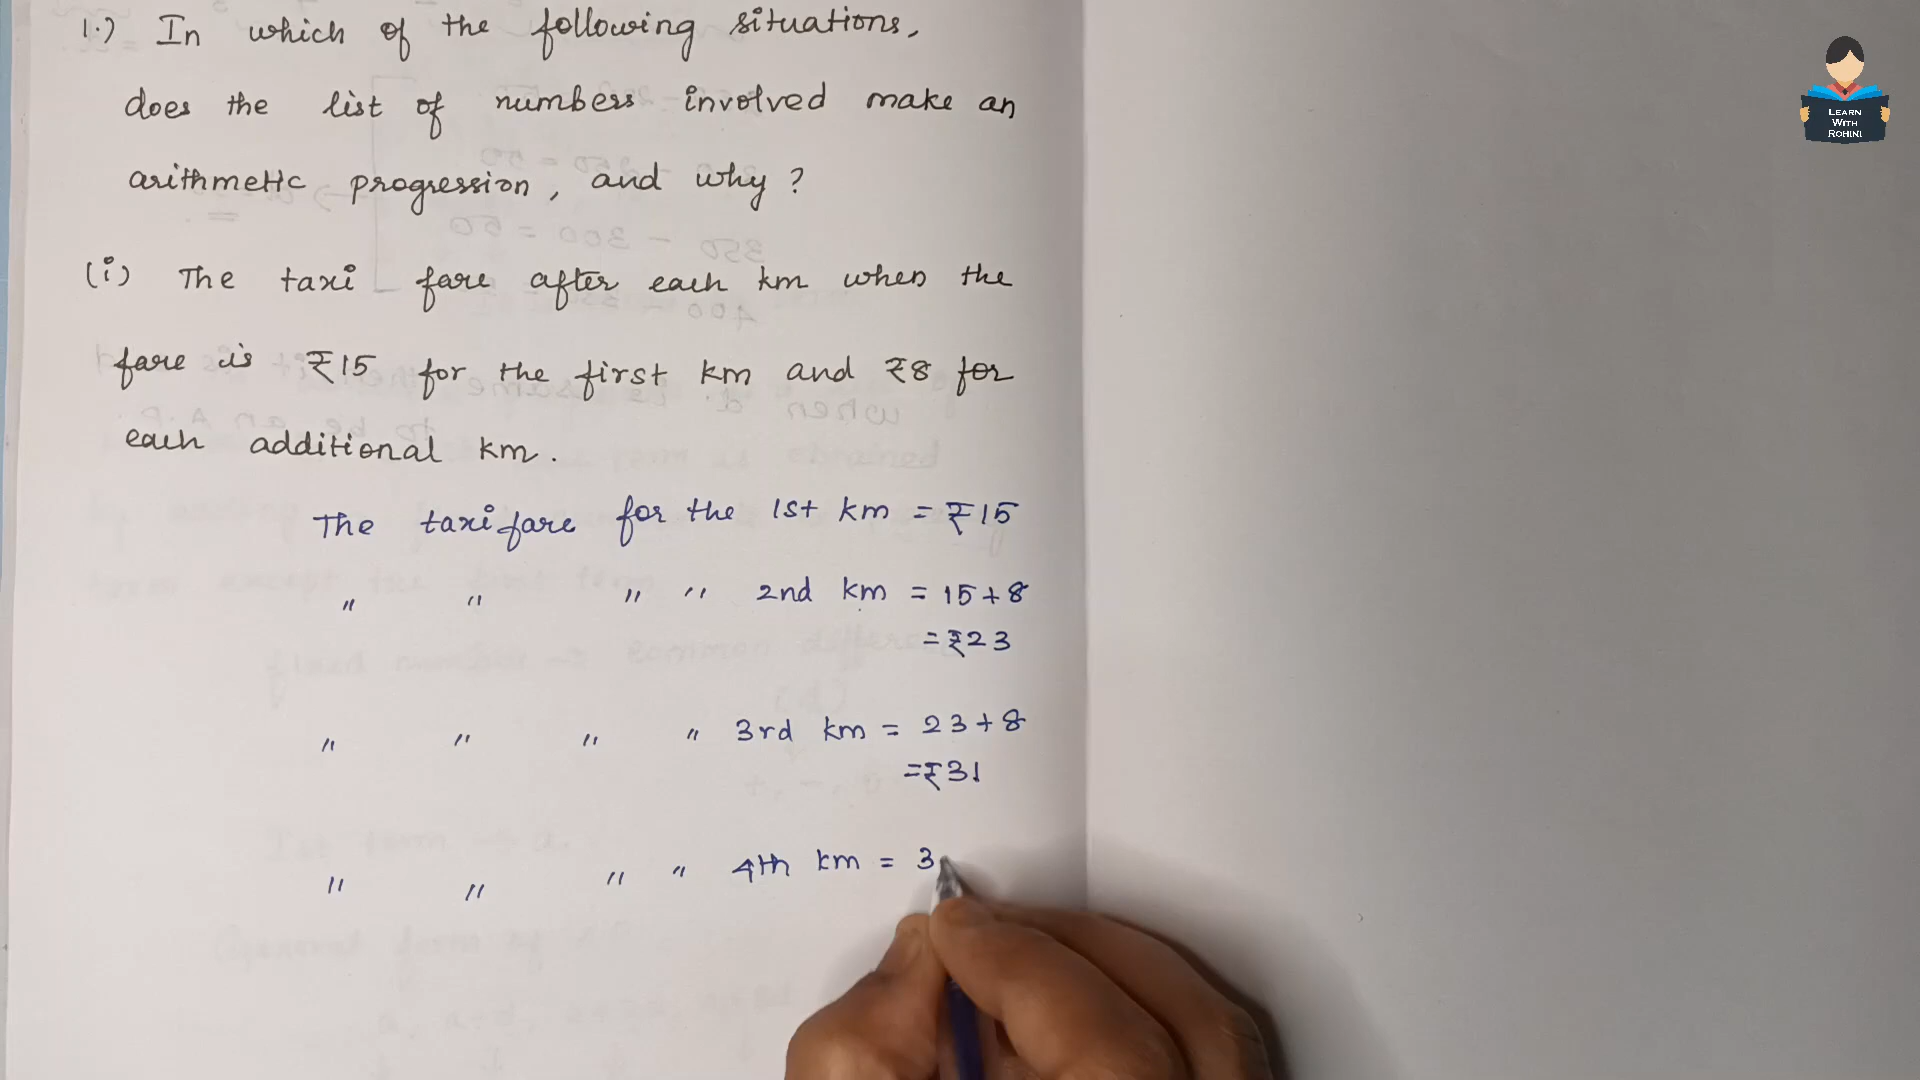 1.) In which of the following situations,
does the list of numbers involved make an
arithmetic progression, and why?
(i) The taxi fare after each km when the
fare is ₹15 for the first km and ₹8 for
each additional km.
The taxi fare for the 1st km = ₹15
" " " " 2nd km = 15+8
= ₹23
" " " " 3rd km = 23+8
= ₹31
" " " " 4th km = 3
LEARN
WITH
ROHINI